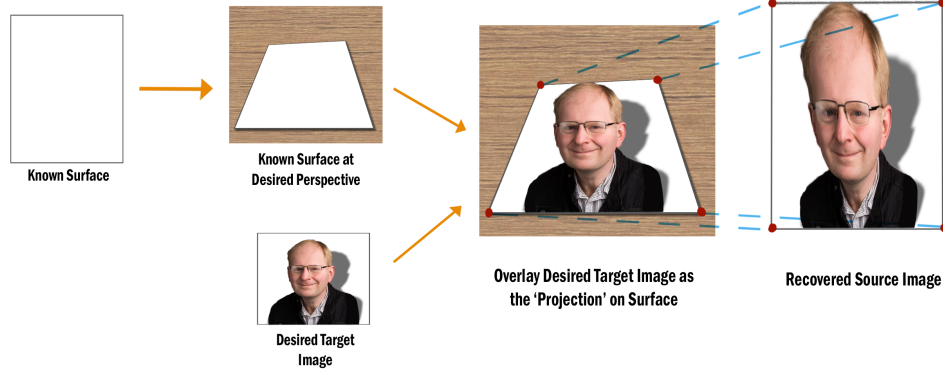 Known Surface
Known Surface at
Desired Perspective
Desired Target
Image
Overlay Desired Target Image as
the ‘Projection’ on Surface
Recovered Source Image